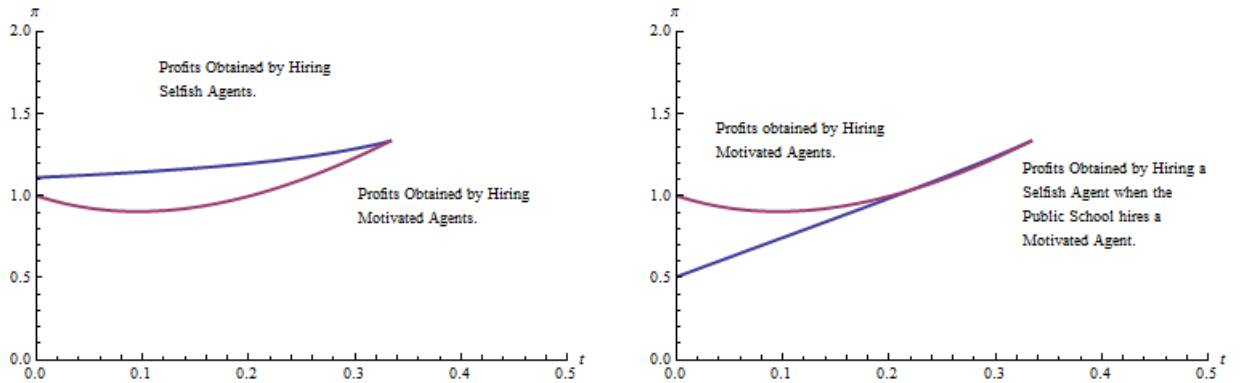 π
2.0
Profits Obtained by Hiring
Selfish Agents.
1.5
1.0
Profits Obtained by Hiring
Motivated Agents.
0.5
0.0
0.0 0.1 0.2 0.3 0.4 0.5 t
π
2.0
1.5
Profits obtained by Hiring
Motivated Agents.
Profits Obtained by Hiring a
Selfish Agent when the
Public School hires a
Motivated Agent.
1.0
0.5
0.0
0.0 0.1 0.2 0.3 0.4 0.5 t